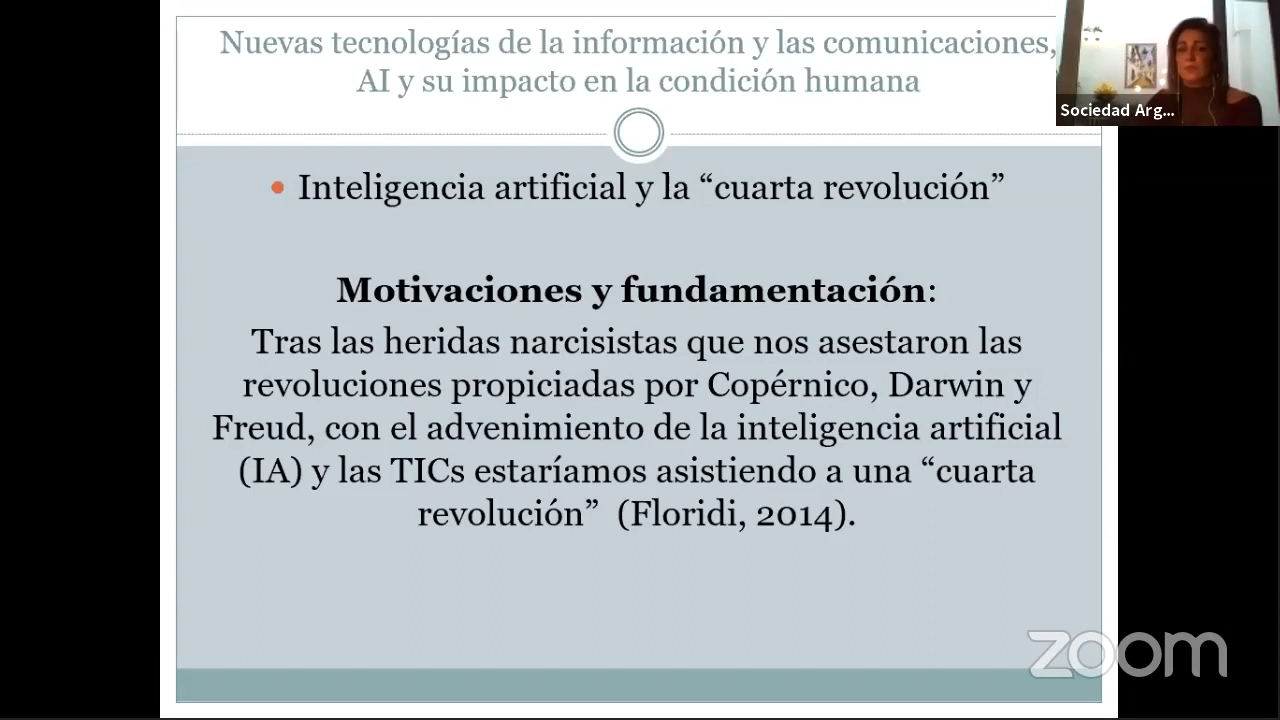 Nuevas tecnologías de la información y las comunicaciones,
AI y su impacto en la condición humana
Sociedad Arg...
• Inteligencia artificial y la “cuarta revolución”
Motivaciones y fundamentación:
Tras las heridas narcisistas que nos asestaron las
revoluciones propiciadas por Copérnico, Darwin y
Freud, con el advenimiento de la inteligencia artificial
(IA) y las TICs estaríamos asistiendo a una “cuarta
revolución” (Floridi, 2014).
zoom